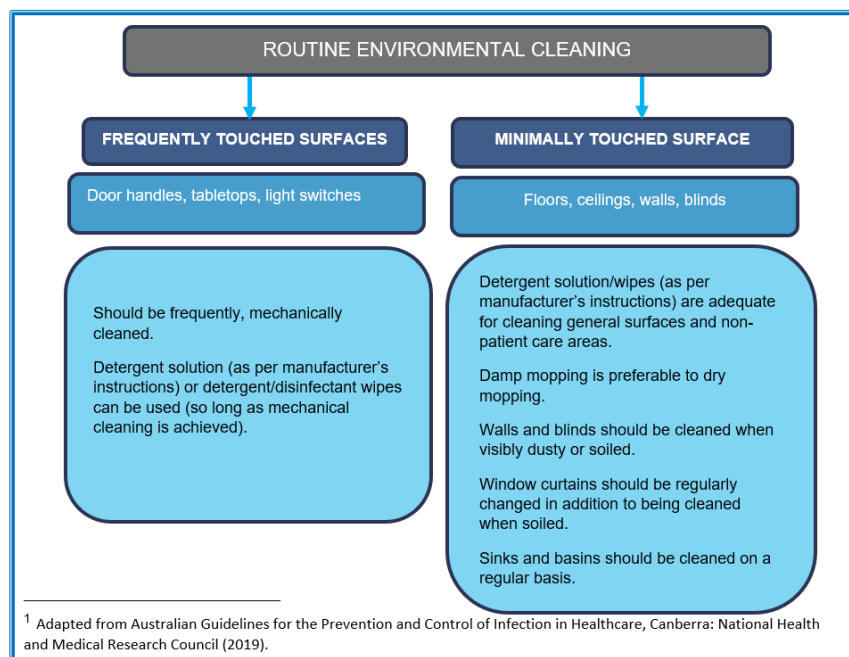 ROUTINE ENVIRONMENTAL CLEANING
FREQUENTLY TOUCHED SURFACES
Door handles, tabletops, light switches
Should be frequently, mechanically
cleaned.
Detergent solution (as per manufacturer’s
instructions) or detergent/disinfectant wipes
can be used (so long as mechanical
cleaning is achieved).
MINIMALLY TOUCHED SURFACE
Floors, ceilings, walls, blinds
Detergent solution/wipes (as per
manufacturer’s instructions) are adequate
for cleaning general surfaces and non-
patient care areas.
Damp mopping is preferable to dry
mopping.
Walls and blinds should be cleaned when
visibly dusty or soiled.
Window curtains should be regularly
changed in addition to being cleaned
when soiled.
Sinks and basins should be cleaned on a
regular basis.
1 Adapted from Australian Guidelines for the Prevention and Control of Infection in Healthcare, Canberra: National Health
and Medical Research Council (2019).